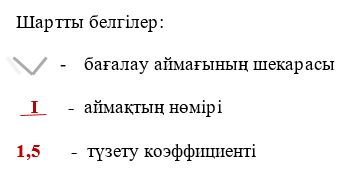 Шартты белгілер:
- бағалау аймағының шекарасы
I - аймақтың нөмірі
1,5 - түзету коэффициенті